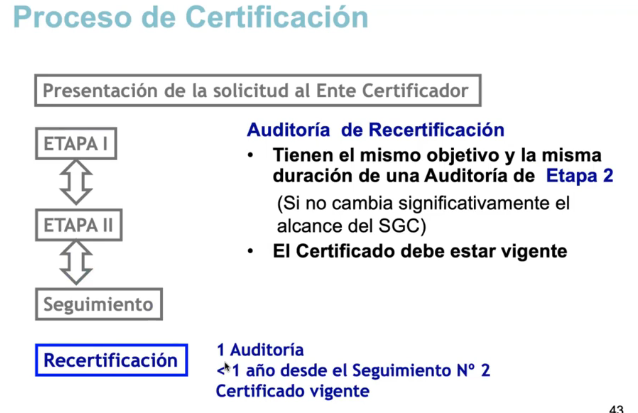 Proceso de Certificación
Presentación de la solicitud al Ente Certificador
ETAPA I
ETAPA II
Seguimiento
Recertificación
Auditoría de Recertificación
• Tienen el mismo objetivo y la misma
duración de una Auditoría de Etapa 2
(Si no cambia significativamente el
alcance del SGC)
• El Certificado debe estar vigente
1 Auditoría
< 1 año desde el Seguimiento Nº 2
Certificado vigente
43